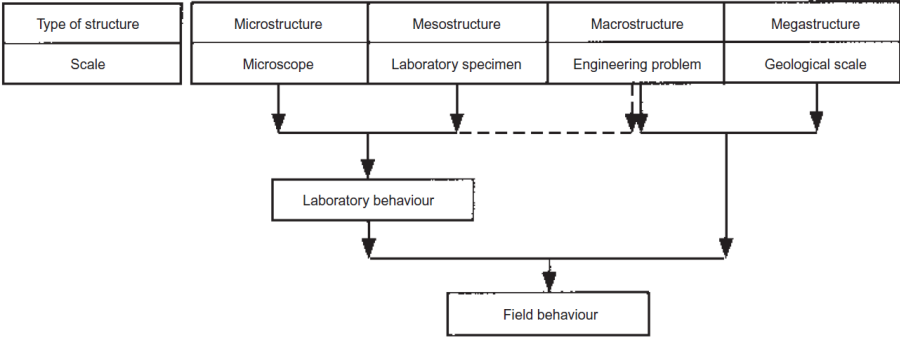 Type of structure
Microstructure
Mesostructure
Macrostructure
Megastructure
Scale
Microscope
Laboratory specimen
Engineering problem
Geological scale
Laboratory behaviour
Field behaviour